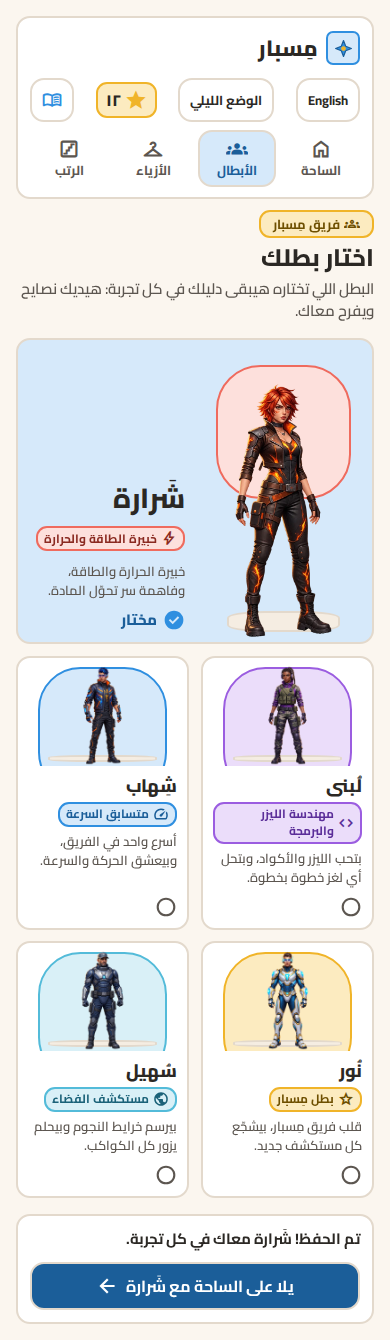 مِسبار
English
الوضع الليلي
١٢
الساحة
الأبطال
الأزياء
الرتب
فريق مِسبار
اختار بطلك
البطل اللي تختاره هيبقى دليلك في كل تجربة: هيديك نصايح
ويفرح معاك.
شَرارة
خبيرة الطاقة والحرارة
خبيرة الحرارة والطاقة،
وفاهمة سر تحوّل المادة.
مختار
لُبنى
مهندسة الليزر
والبرمجة
بتحب الليزر والأكواد، وبتحل
أي لغز خطوة بخطوة.
شِهاب
متسابق السرعة
أسرع واحد في الفريق،
وبيعشق الحركة والسرعة.
نُور
بطل مِسبار
قلب فريق مِسبار، بيشجّع
كل مستكشف جديد.
سُهيل
مستكشف الفضاء
بيرسم خرايط النجوم وبيحلم
يزور كل الكواكب.
تم الحفظ! شَرارة معاك في كل تجربة.
يلا على الساحة مع شَرارة